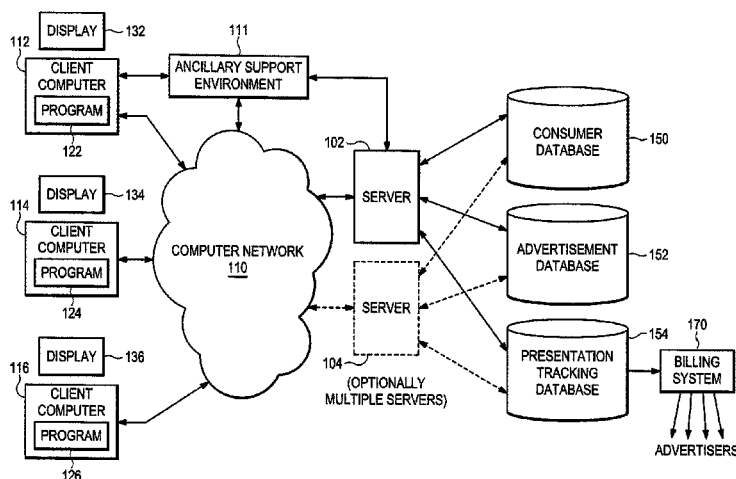 DISPLAY
132
112
CLIENT
COMPUTER
PROGRAM
122
111
ANCILLARY SUPPORT
ENVIRONMENT
DISPLAY
134
114
CLIENT
COMPUTER
PROGRAM
124
DISPLAY
136
116
CLIENT
COMPUTER
PROGRAM
126
COMPUTER NETWORK
110
102
SERVER
SERVER
104
(OPTIONALLY
MULTIPLE SERVERS)
CONSUMER
DATABASE
150
ADVERTISEMENT
DATABASE
152
154
PRESENTATION
TRACKING
DATABASE
170
BILLING
SYSTEM
ADVERTISERS